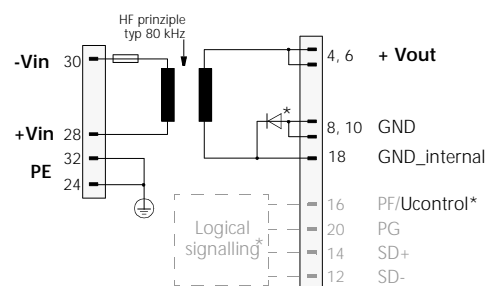 HF prinziple
typ 80 kHz
-Vin 30
+Vin 28
32
PE
24
4, 6 + Vout
*
8, 10 GND
18 GND_internal
16 PF/Ucontrol*
Logical
signalling*
20 PG
14 SD+
12 SD-